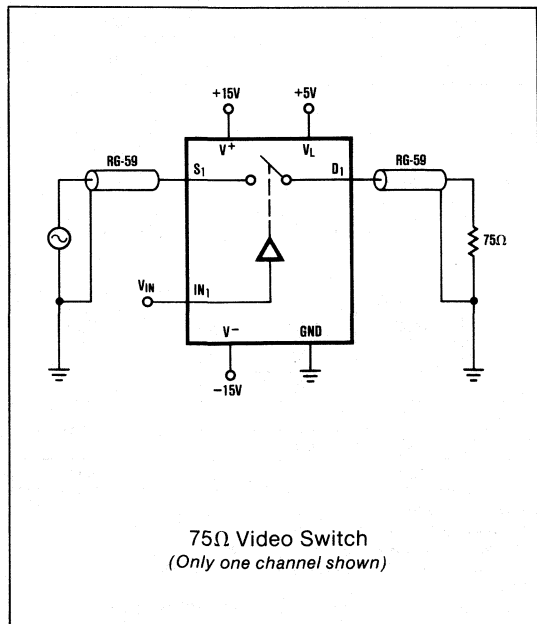 +15V
+5V
V+
VL
RG-59
S1
D1
RG-59
75Ω
VIN
IN1
V−
GND
−15V
75Ω Video Switch
(Only one channel shown)